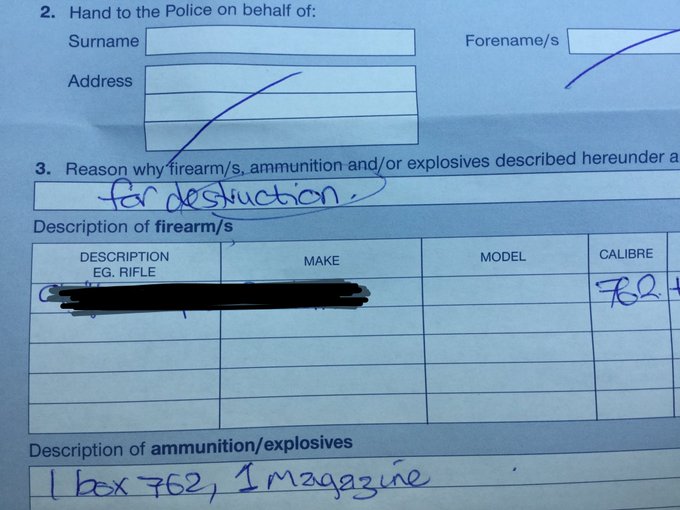 2. Hand to the Police on behalf of:
Surname
Forename/s
Address
3. Reason why firearm/s, ammunition and/or explosives described hereunder a
for destruction.
Description of firearm/s
DESCRIPTION
EG. RIFLE
MAKE
MODEL
CALIBRE
762
Description of ammunition/explosives
1 box 762, 1 Magazine